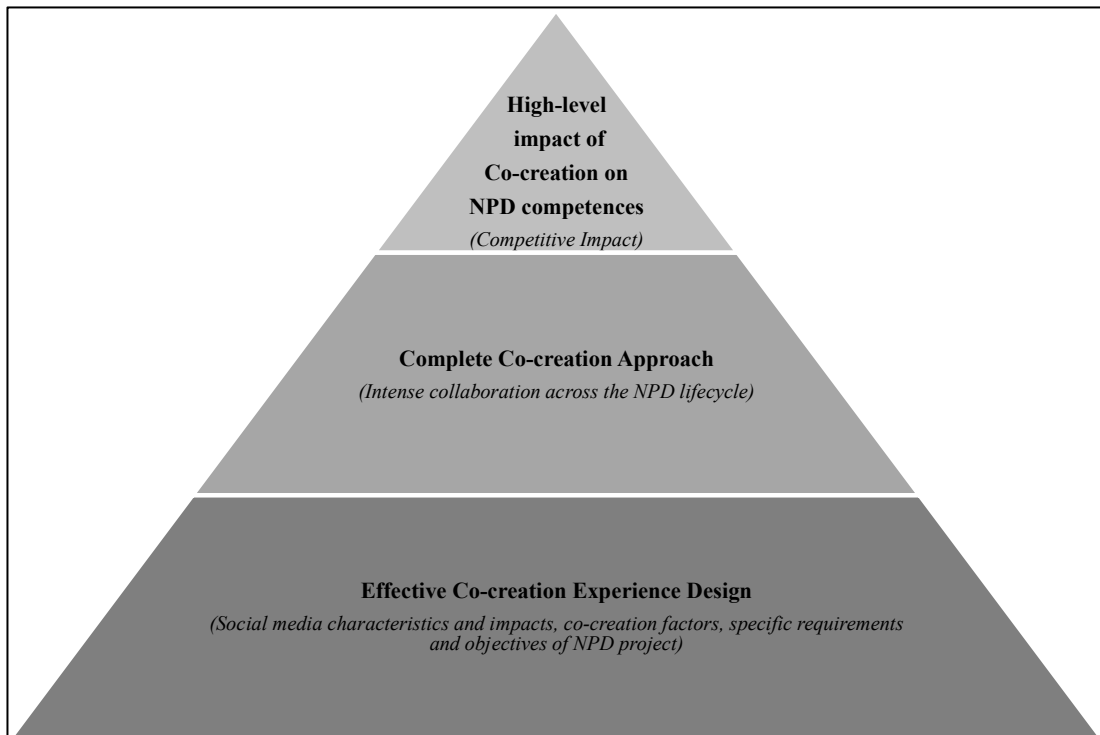 High-level
impact of
Co-creation on
NPD competences
(Competitive Impact)
Complete Co-creation Approach
(Intense collaboration across the NPD lifecycle)
Effective Co-creation Experience Design
(Social media characteristics and impacts, co-creation factors, specific requirements
and objectives of NPD project)